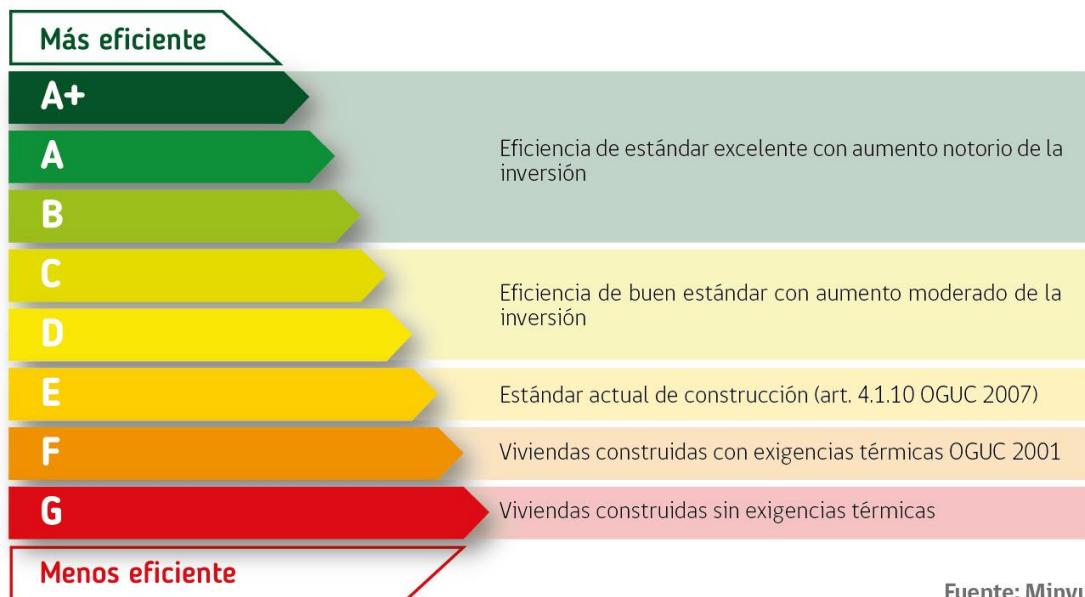 Más eficiente
A+
A
Eficiencia de estándar excelente con aumento notorio de la
inversión
B
C
Eficiencia de buen estándar con aumento moderado de la
inversión
D
E
Estándar actual de construcción (art. 4.1.10 OGUC 2007)
F
Viviendas construidas con exigencias térmicas OGUC 2001
G
Viviendas construidas sin exigencias térmicas
Menos eficiente
Fuente: Minvu